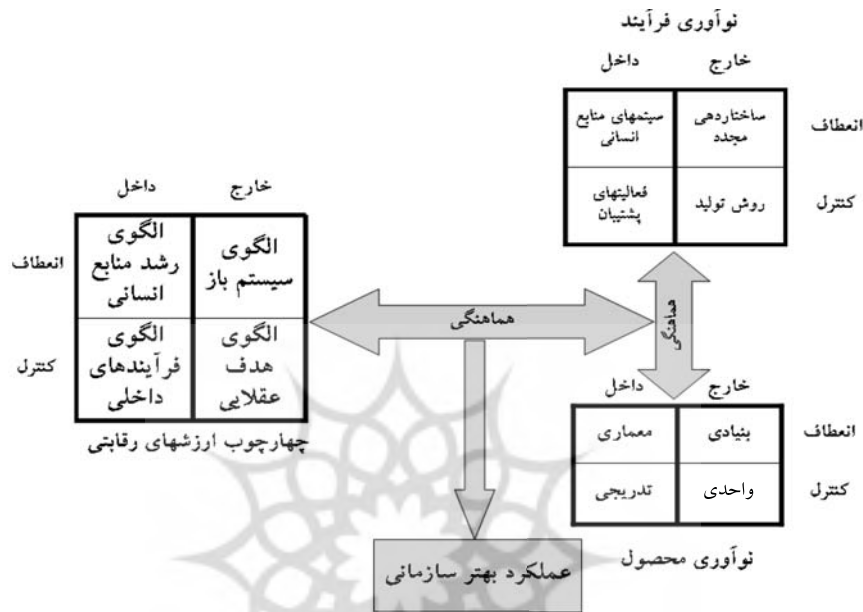 نوآوری فرآیند
خارج داخل
ساختاردهی
مجدد
سیتمهای منابع
انسانی
انعطاف
روش تولید
فعالیتهای
پشتیبان
کنترل
خارج داخل
الگوی
سیستم باز
الگوی
رشد منابع
انسانی
انعطاف
الگوی
هدف
عقلایی
الگوی
فرآیندهای
داخلی
کنترل
چهارچوب ارزشهای رقابتی
هماهنگی
هماهنگی
خارج داخل
بنیادی
معماری
انعطاف
واحدی
تدریجی
کنترل
نوآوری محصول
عملکرد بهتر سازمانی